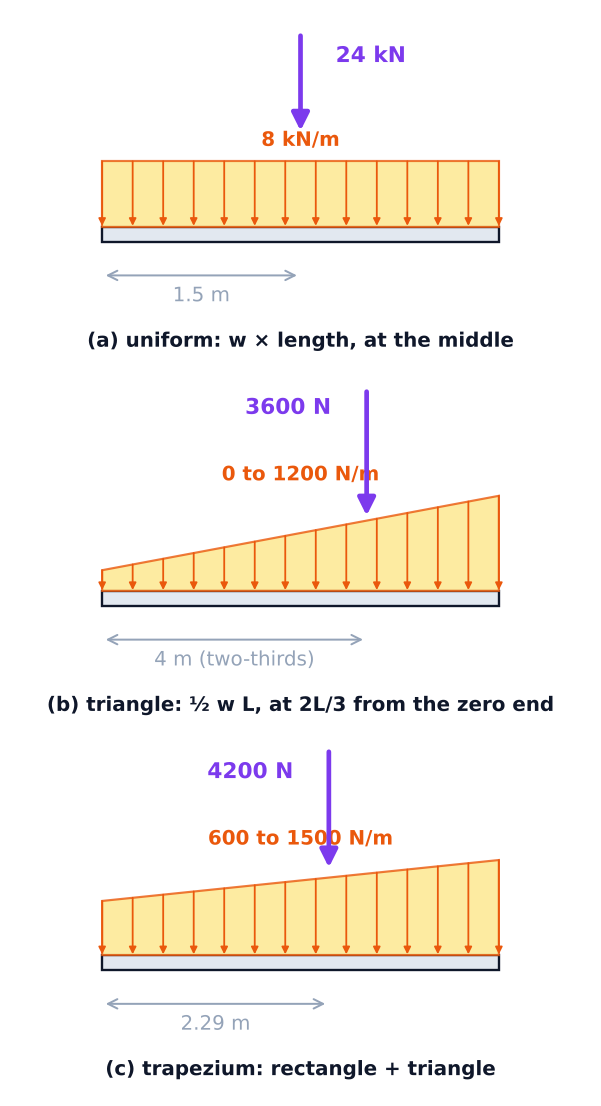 24 kN
8 kN/m
1.5 m
(a) uniform: w × length, at the middle
3600 N
0 to 1200 N/m
4 m (two-thirds)
(b) triangle: ½ w L, at 2L/3 from the zero end
4200 N
600 to 1500 N/m
2.29 m
(c) trapezium: rectangle + triangle